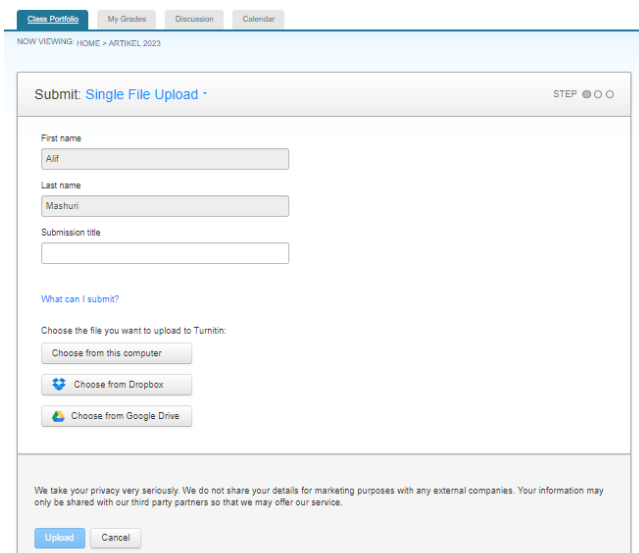 Class Portfolio My Grades Discussion Calendar
NOW VIEWING: HOME > ARTIKEL 2023
Submit: Single File Upload STEP
First name
Alif
Last name
Mashuri
Submission title
What can I submit?
Choose the file you want to upload to Turnitin:
Choose from this computer
Choose from Dropbox
Choose from Google Drive
We take your privacy very seriously. We do not share your details for marketing purposes with any external companies. Your information may
only be shared with our third party partners so that we may offer our service.
Upload Cancel